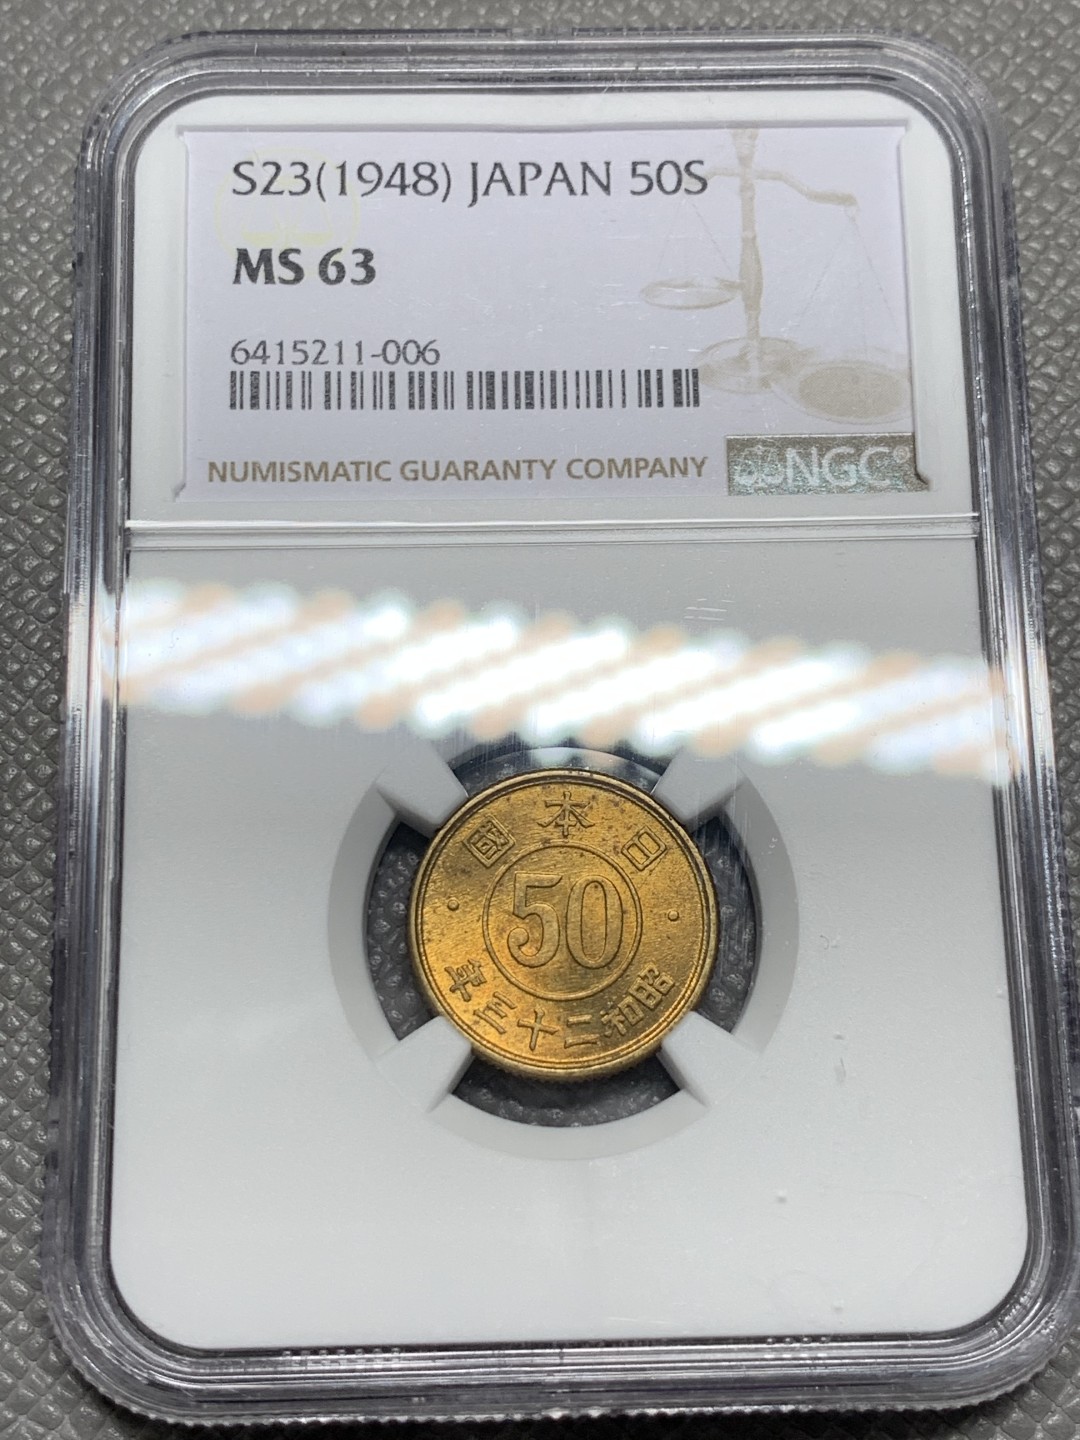 S23(1948) JAPAN 50S
MS 63
6415211-006
NUMISMATIC GUARANTY COMPANY
NGC®
日本國
50
昭和二十三年